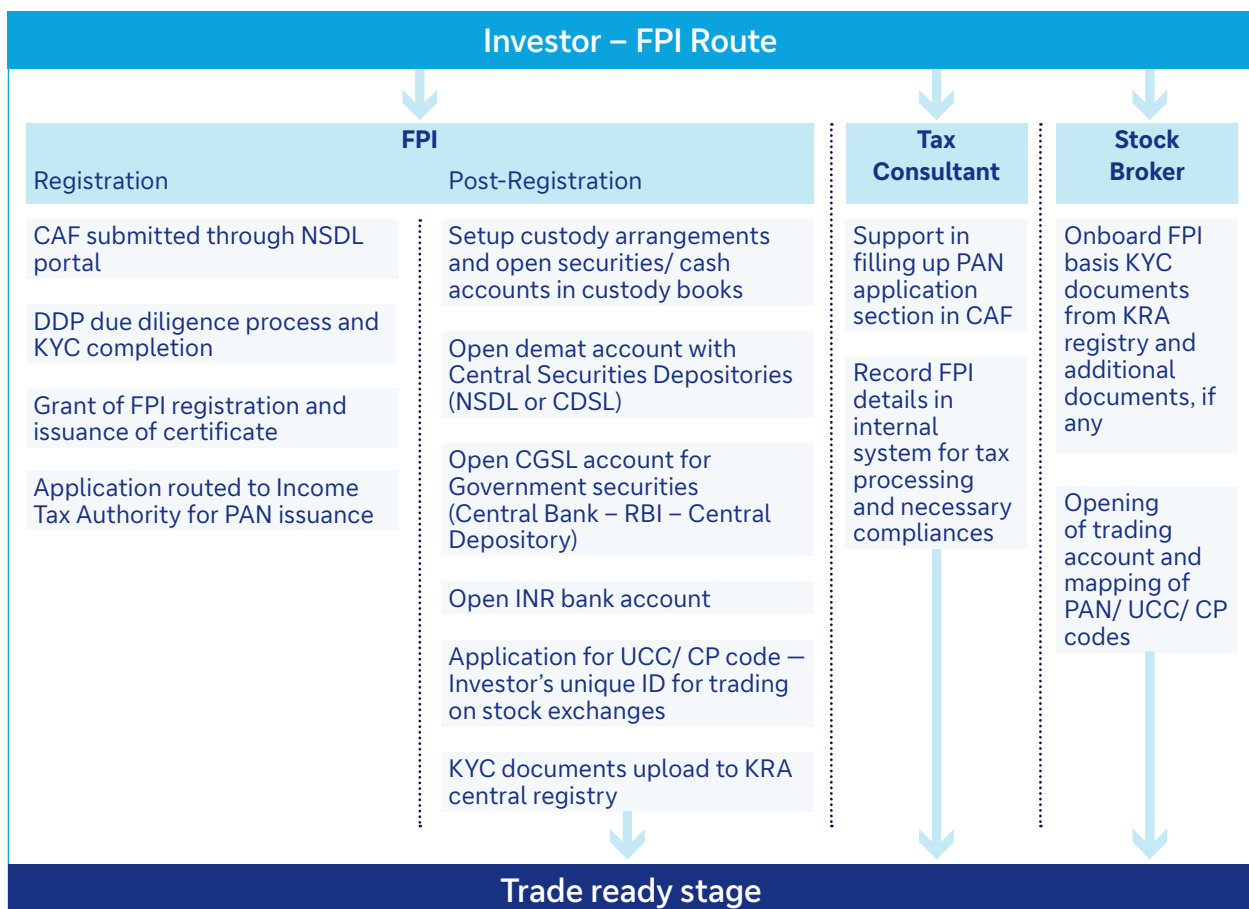 Investor – FPI Route
FPI
Registration
Post-Registration
CAF submitted through NSDL
portal
DDP due diligence process and
KYC completion
Grant of FPI registration and
issuance of certificate
Application routed to Income
Tax Authority for PAN issuance
Setup custody arrangements
and open securities/ cash
accounts in custody books
Open demat account with
Central Securities Depositories
(NSDL or CDSL)
Open CGSL account for
Government securities
(Central Bank – RBI – Central
Depository)
Open INR bank account
Application for UCC/ CP code —
Investor’s unique ID for trading
on stock exchanges
KYC documents upload to KRA
central registry
Tax
Consultant
Support in
filling up PAN
application
section in CAF
Record FPI
details in
internal
system for tax
processing
and necessary
compliances
Stock
Broker
Onboard FPI
basis KYC
documents
from KRA
registry and
additional
documents, if
any
Opening
of trading
account and
mapping of
PAN/ UCC/ CP
codes
Trade ready stage